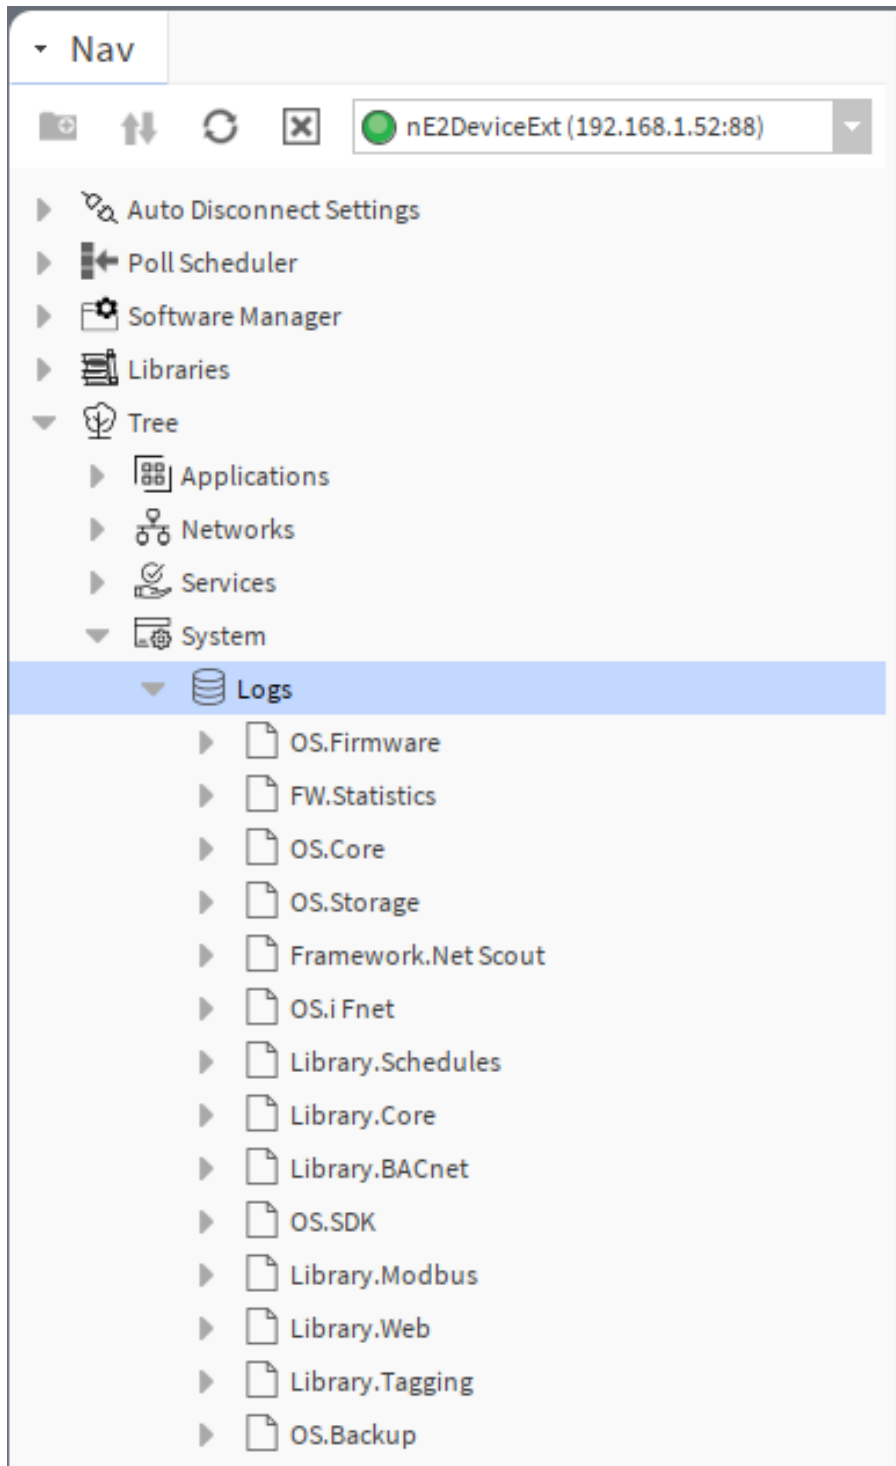 Nav
nE2DeviceExt (192.168.1.52:88)
Auto Disconnect Settings
Poll Scheduler
Software Manager
Libraries
Tree
Applications
Networks
Services
System
Logs
OS.Firmware
FW.Statistics
OS.Core
OS.Storage
Framework.Net Scout
OS.i Fnet
Library.Schedules
Library.Core
Library.BACnet
OS.SDK
Library.Modbus
Library.Web
Library.Tagging
OS.Backup